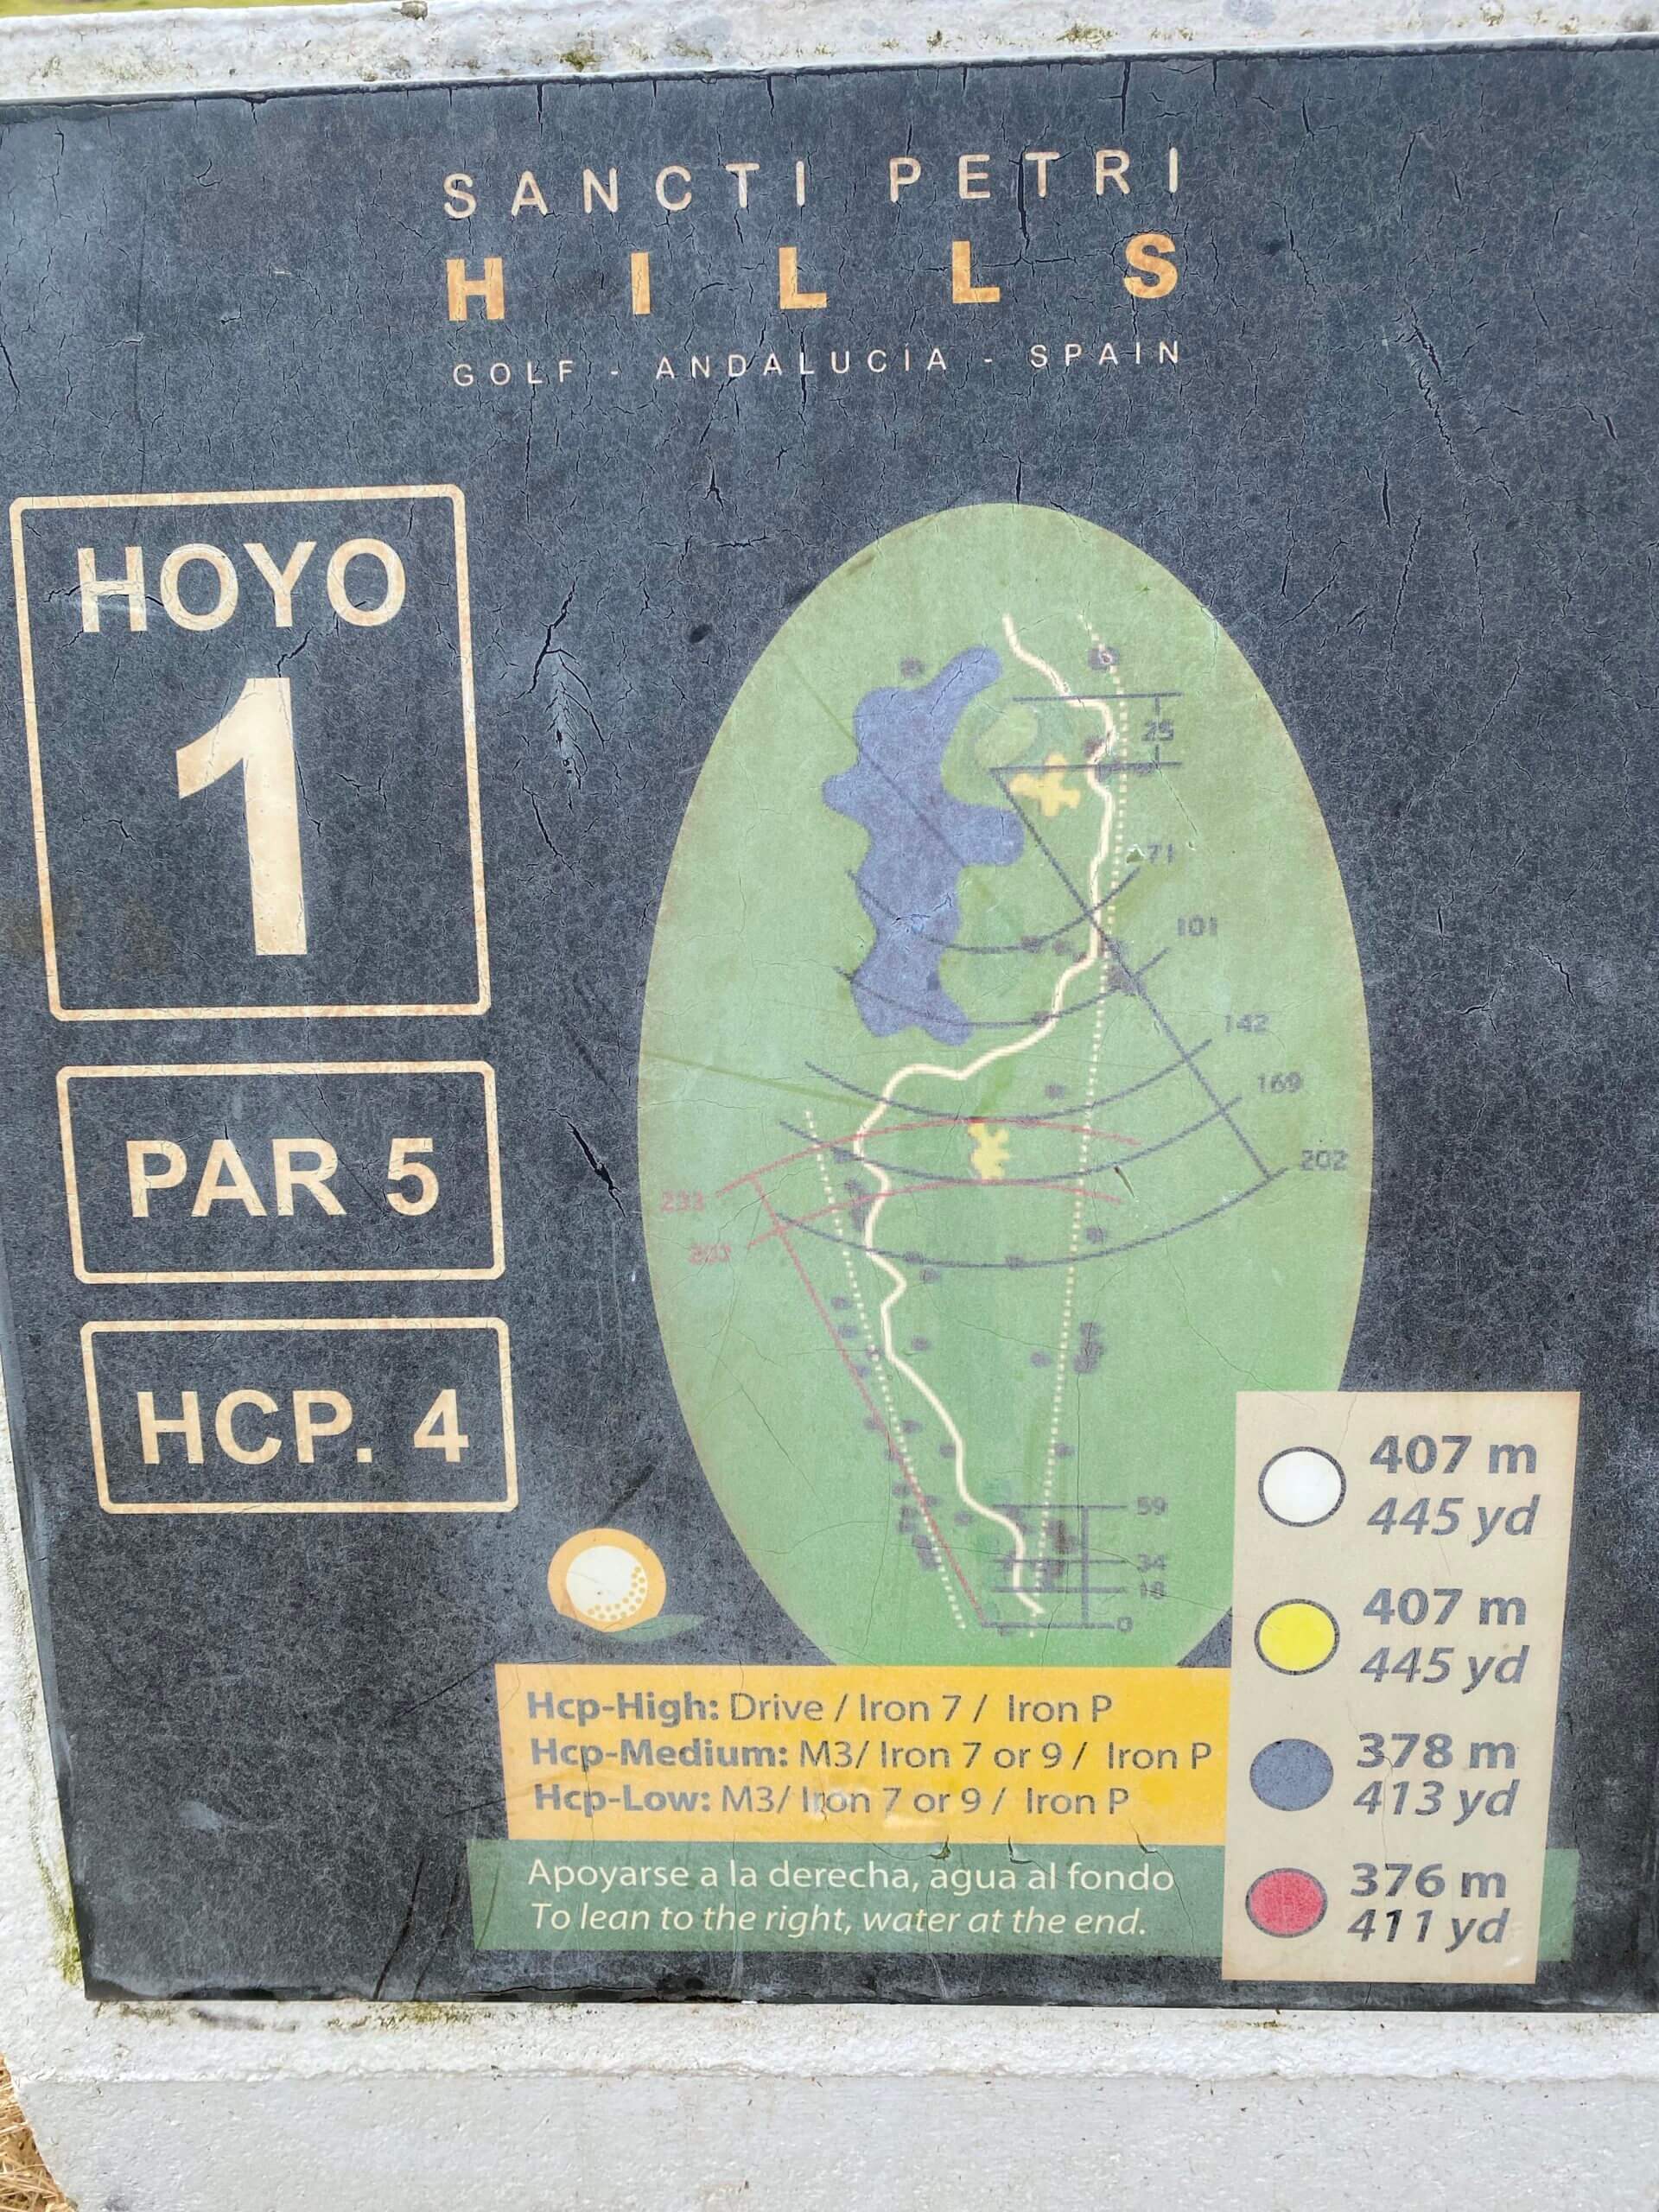 SANCTI PETRI
HILLS
GOLF - ANDALUCÍA - SPAIN
HOYO
1
PAR 5
HCP. 4
25
71
101
142
169
202
233
59
34
18
0
407 m
445 yd
407 m
445 yd
378 m
413 yd
376 m
411 yd
Hcp-High: Drive / Iron 7 / Iron P
Hcp-Medium: M3/ Iron 7 or 9 / Iron P
Hcp-Low: M3/ Iron 7 or 9 / Iron P
Apoyarse a la derecha, agua al fondo
To lean to the right, water at the end.